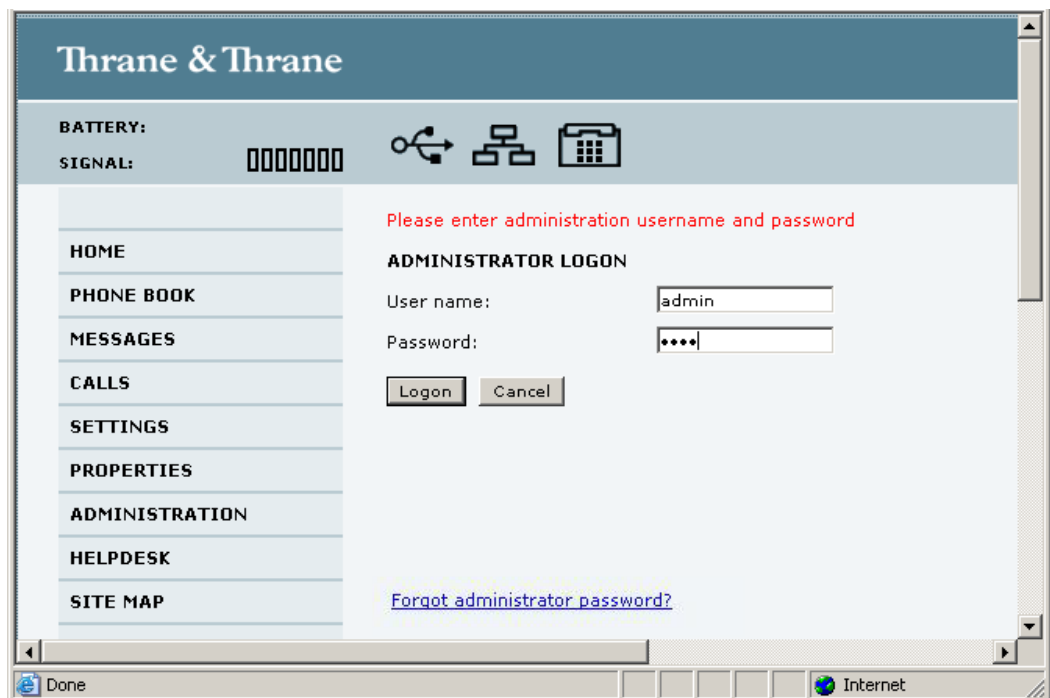 Thrane & Thrane
BATTERY:
SIGNAL:
Please enter administration username and password
HOME
ADMINISTRATOR LOGON
PHONE BOOK
User name: admin
MESSAGES
Password: ••••
CALLS
Logon Cancel
SETTINGS
PROPERTIES
ADMINISTRATION
HELPDESK
SITE MAP
Forgot administrator password?
Done
Internet